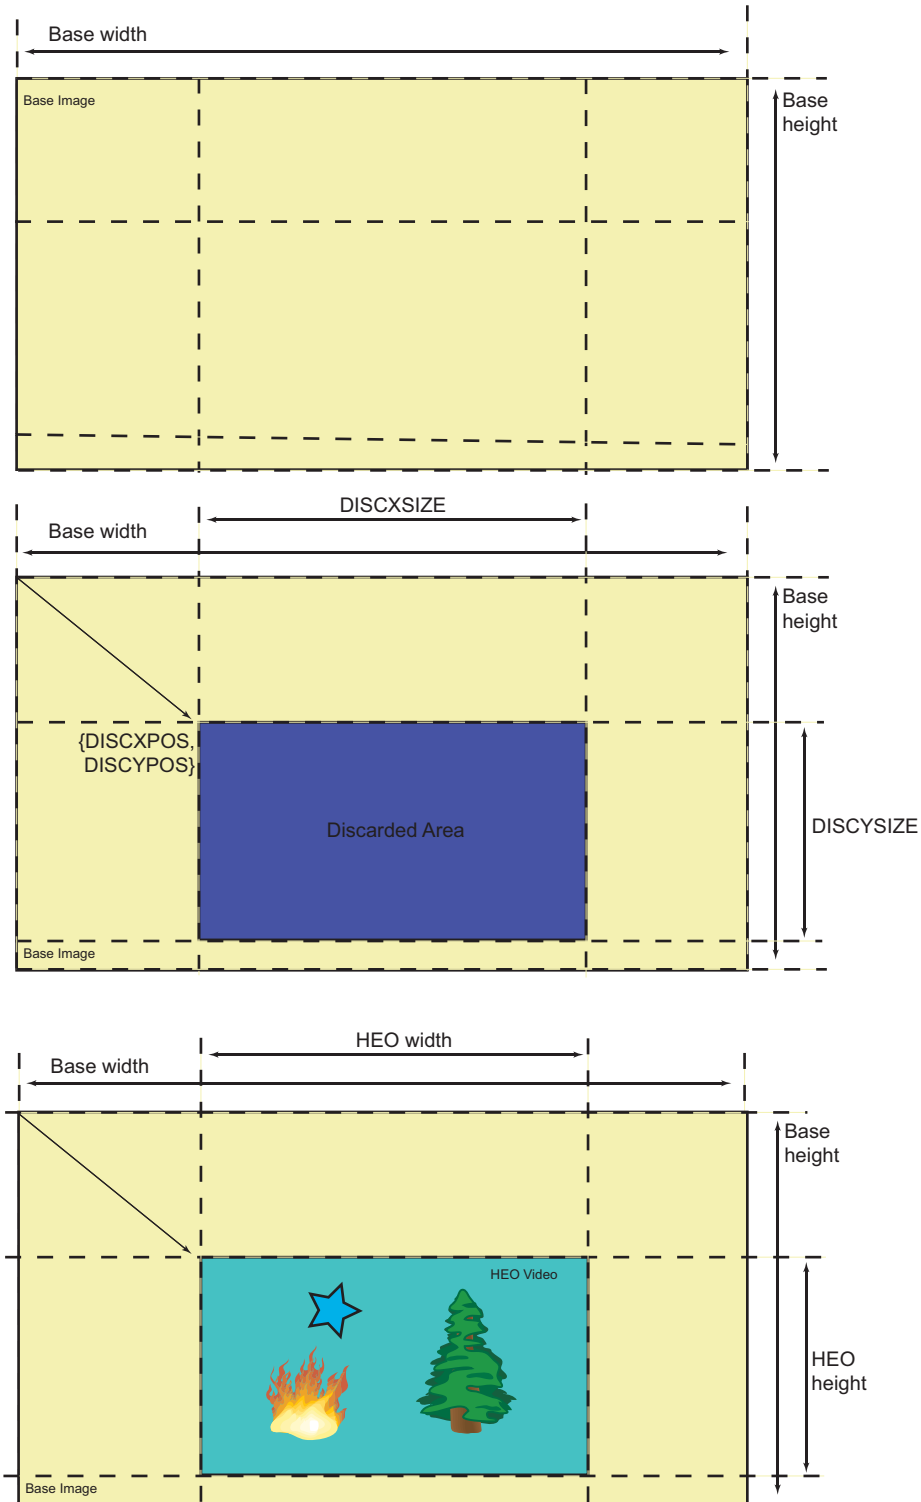 Base width
Base Image
Base
height
DISCXSIZE
Base width
Base
height
{DISCXPOS,
DISCYPOS}
Discarded Area
DISCYSIZE
Base Image
HEO width
Base width
Base
height
HEO Video
HEO
height
Base Image